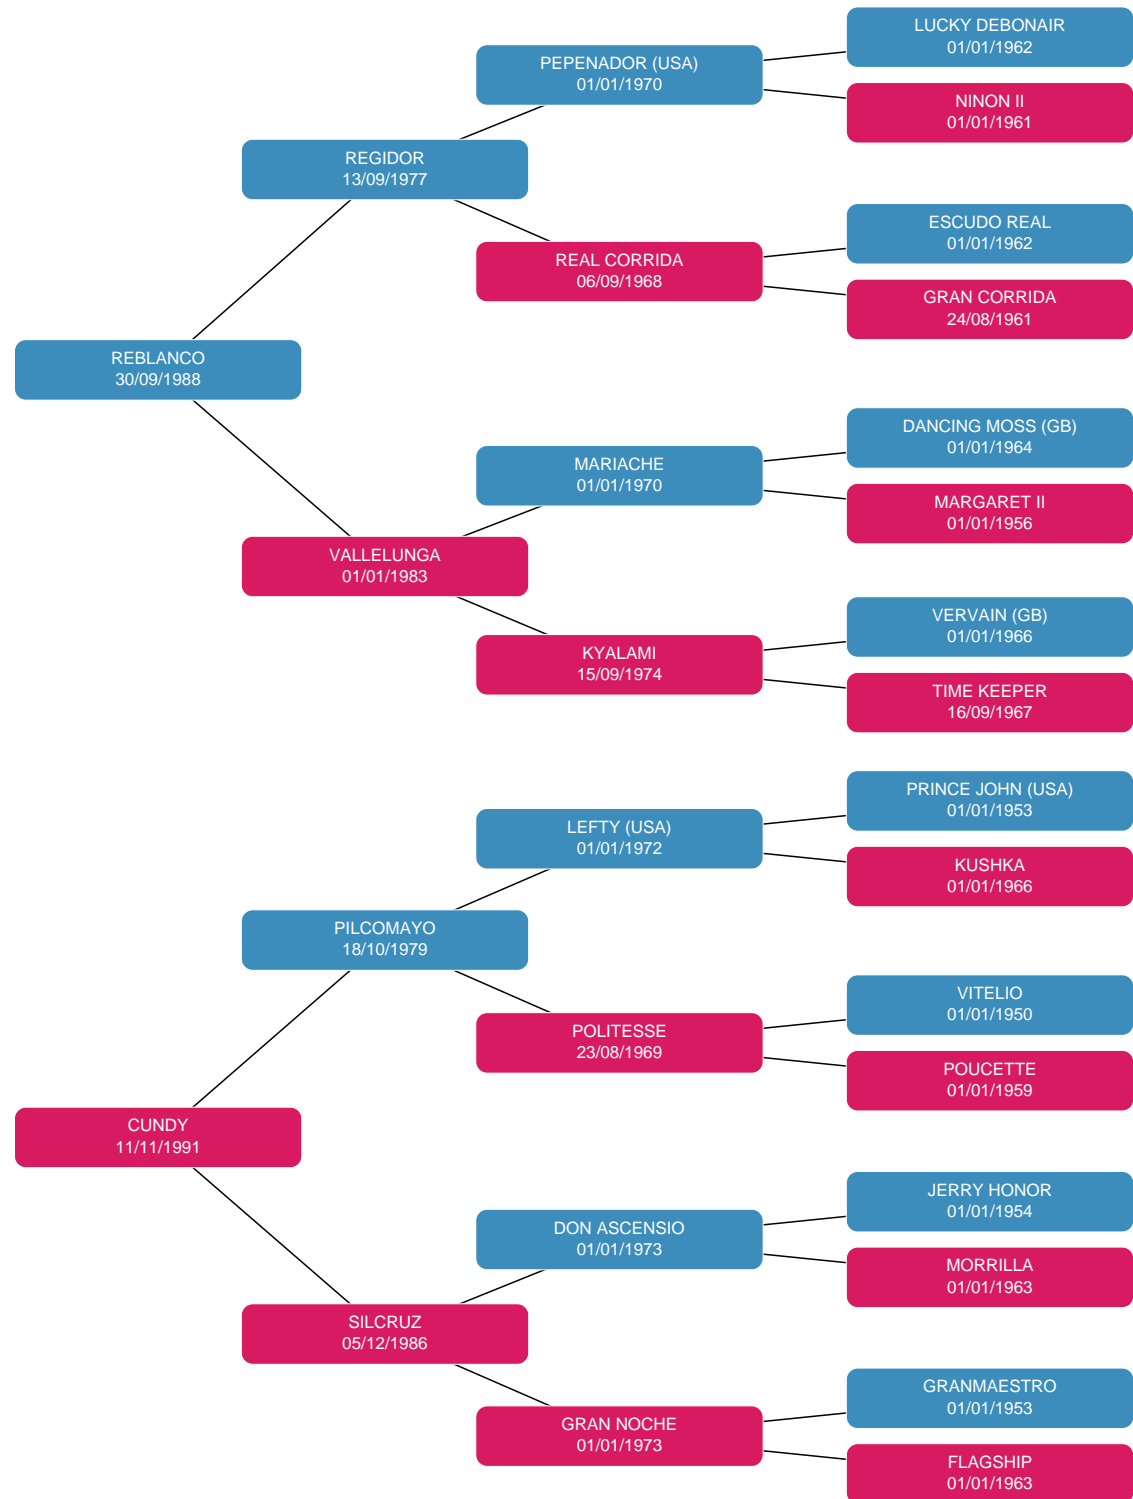 LUCKY DEBONAIR
01/01/1962
PEPENADOR (USA)
01/01/1970
NINON II
01/01/1961
REGIDOR
13/09/1977
ESCUDO REAL
01/01/1962
REAL CORRIDA
06/09/1968
GRAN CORRIDA
24/08/1961
REBLANCO
30/09/1988
DANCING MOSS (GB)
01/01/1964
MARIACHE
01/01/1970
MARGARET II
01/01/1956
VALLELUNGA
01/01/1983
VERVAIN (GB)
01/01/1966
KYALAMI
15/09/1974
TIME KEEPER
16/09/1967
PRINCE JOHN (USA)
01/01/1953
LEFTY (USA)
01/01/1972
KUSHKA
01/01/1966
PILCOMAYO
18/10/1979
VITELIO
01/01/1950
POLITESSE
23/08/1969
POUCETTE
01/01/1959
CUNDY
11/11/1991
JERRY HONOR
01/01/1954
DON ASCENSIO
01/01/1973
MORRILLA
01/01/1963
SILCRUZ
05/12/1986
GRANMAESTRO
01/01/1953
GRAN NOCHE
01/01/1973
FLAGSHIP
01/01/1963